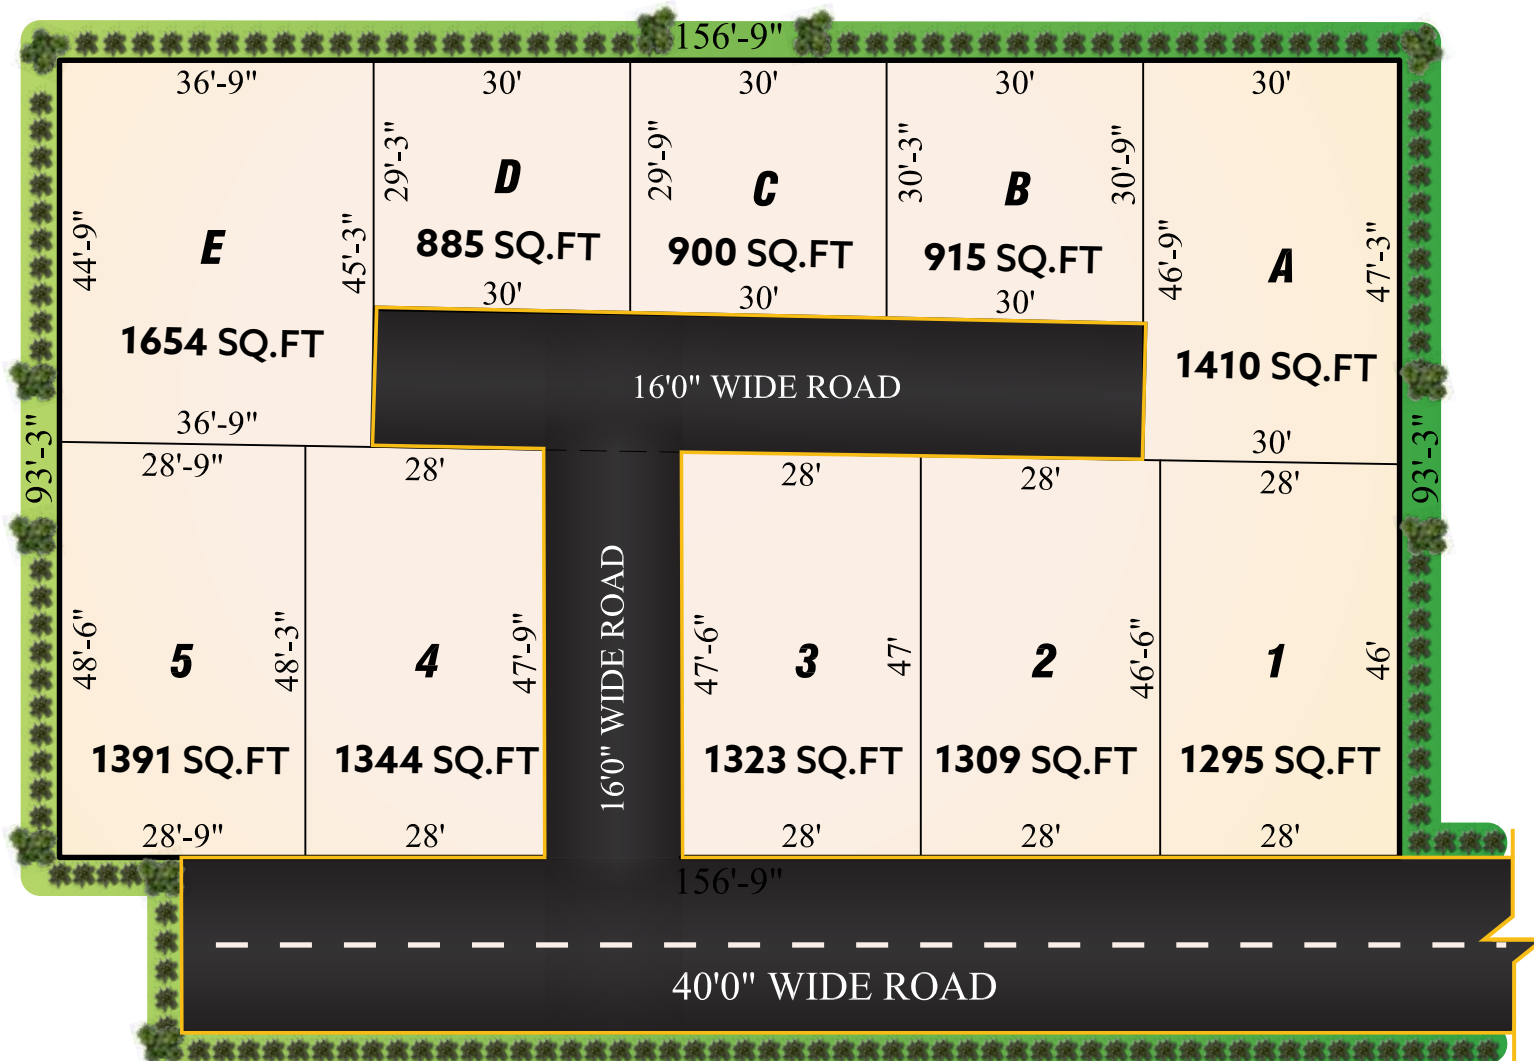 156'-9"
36'-9"
30'
30'
30'
30'
29'-3"
29'-9"
30'-3"
30'-9"
D
C
B
44'-9"
E
45'-3"
885 SQ.FT
900 SQ.FT
915 SQ.FT
46'-9"
A
47'-3"
30'
30'
30'
1654 SQ.FT
16'0" WIDE ROAD
1410 SQ.FT
36'-9"
30'
93'-3"
93'-3"
28'-9"
28'
28'
28'
28'
48'-6"
5
48'-3"
4
47'-9"
16'0" WIDE ROAD
47'-6"
3
47'
2
46'-6"
1
46'
1391 SQ.FT
1344 SQ.FT
1323 SQ.FT
1309 SQ.FT
1295 SQ.FT
28'-9"
28'
28'
28'
28'
156'-9"
40'0" WIDE ROAD